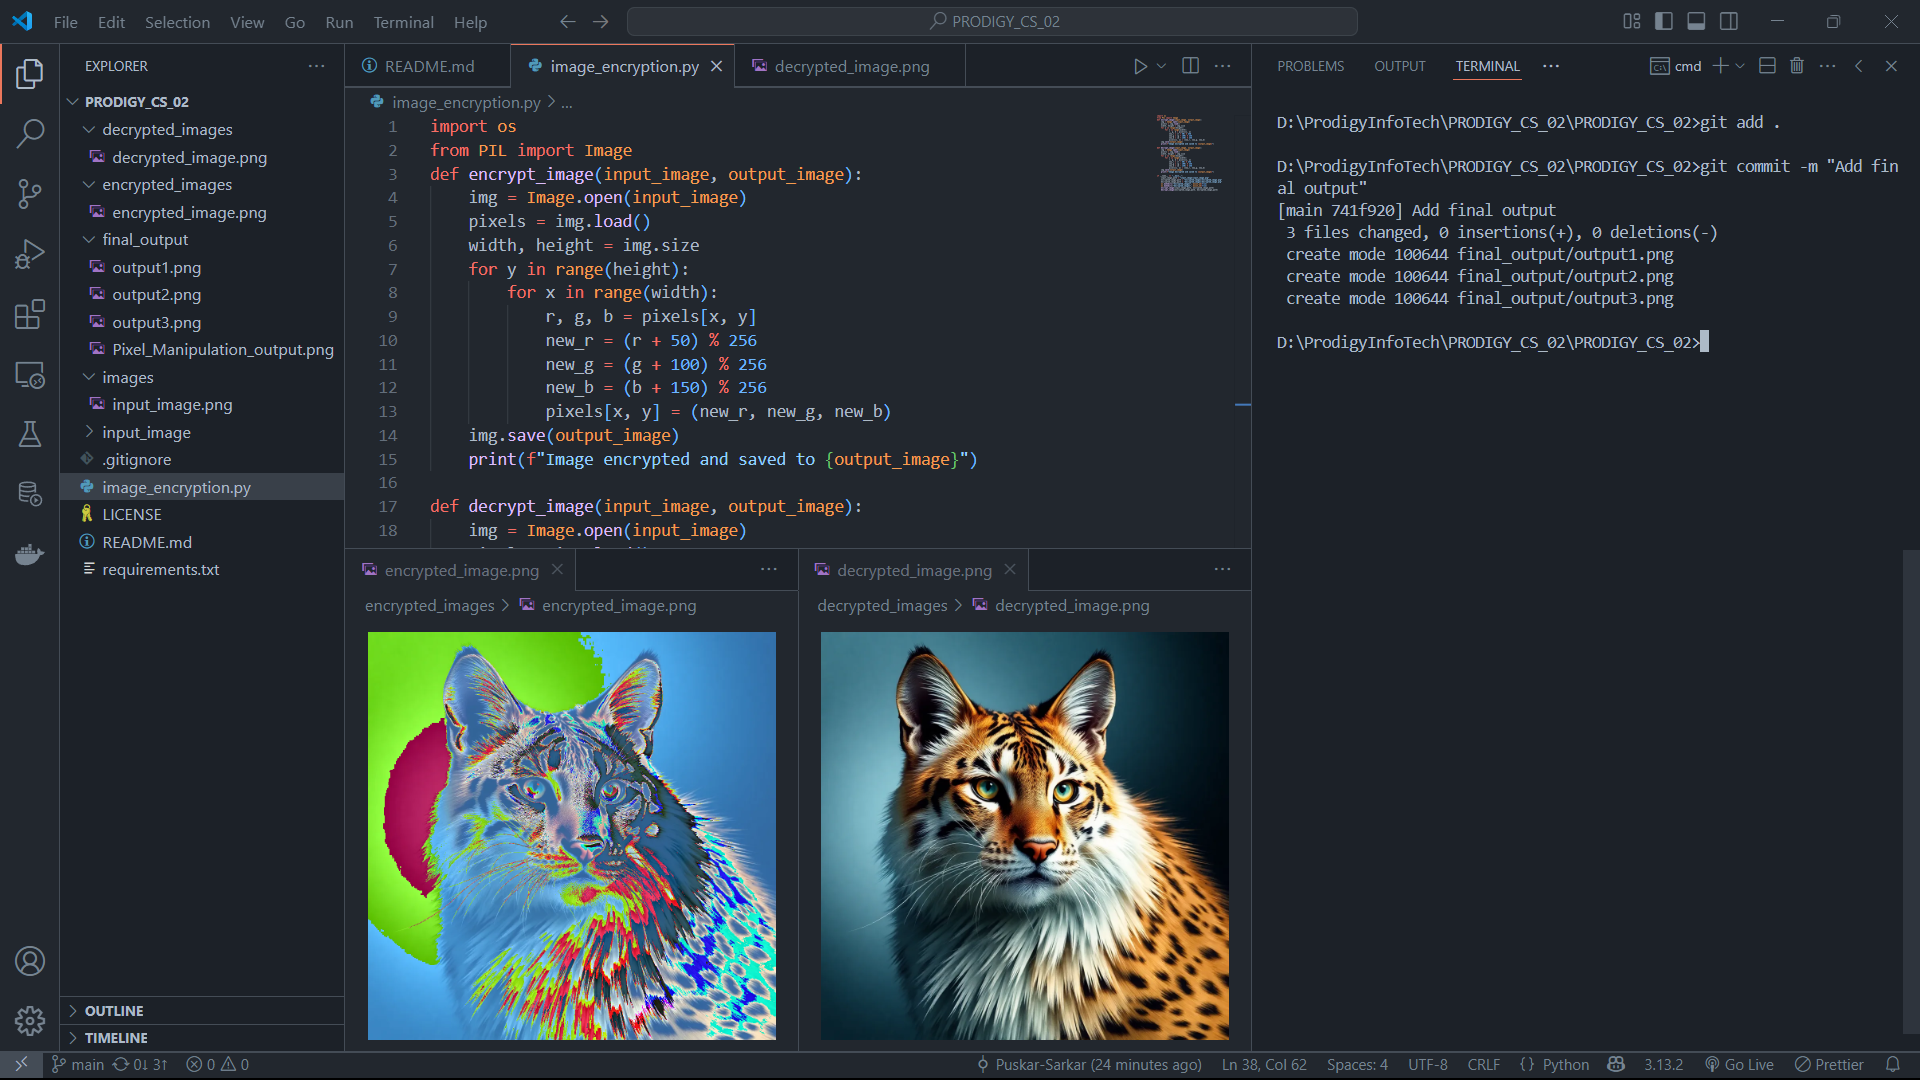 File Edit Selection View Go Run Terminal Help
PRODIGY_CS_02
EXPLORER
PRODIGY_CS_02
decrypted_images
decrypted_image.png
encrypted_images
encrypted_image.png
final_output
output1.png
output2.png
output3.png
Pixel_Manipulation_output.png
images
input_image.png
input_image
.gitignore
image_encryption.py
LICENSE
README.md
requirements.txt
OUTLINE
TIMELINE
README.md
image_encryption.py
decrypted_image.png
image_encryption.py > ...
1 import os
2 from PIL import Image
3 def encrypt_image(input_image, output_image):
4 img = Image.open(input_image)
5 pixels = img.load()
6 width, height = img.size
7 for y in range(height):
8 for x in range(width):
9 r, g, b = pixels[x, y]
10 new_r = (r + 50) % 256
11 new_g = (g + 100) % 256
12 new_b = (b + 150) % 256
13 pixels[x, y] = (new_r, new_g, new_b)
14 img.save(output_image)
15 print(f"Image encrypted and saved to {output_image}")
16
17 def decrypt_image(input_image, output_image):
18 img = Image.open(input_image)
encrypted_image.png
encrypted_images > encrypted_image.png
decrypted_image.png
decrypted_images > decrypted_image.png
PROBLEMS OUTPUT TERMINAL ... cmd
D:\ProdigyInfoTech\PRODIGY_CS_02\PRODIGY_CS_02>git add .
D:\ProdigyInfoTech\PRODIGY_CS_02\PRODIGY_CS_02>git commit -m "Add fin
al output"
[main 741f920] Add final output
3 files changed, 0 insertions(+), 0 deletions(-)
create mode 100644 final_output/output1.png
create mode 100644 final_output/output2.png
create mode 100644 final_output/output3.png
D:\ProdigyInfoTech\PRODIGY_CS_02\PRODIGY_CS_02>
main 0↓ 3↑ 0 0 Puskar-Sarkar (24 minutes ago) Ln 38, Col 62 Spaces: 4 UTF-8 CRLF {} Python 3.13.2 Go Live Prettier